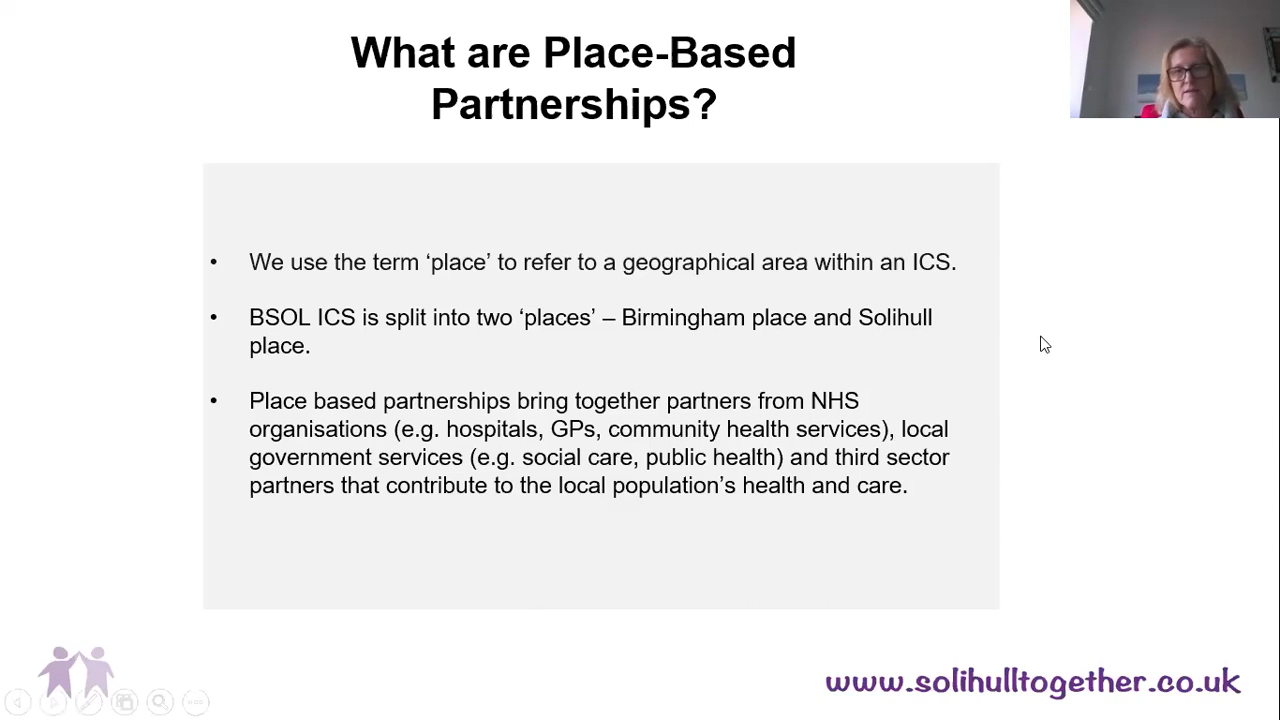 What are Place-Based
Partnerships?
• We use the term ‘place’ to refer to a geographical area within an ICS.
• BSOL ICS is split into two ‘places’ – Birmingham place and Solihull
place.
• Place based partnerships bring together partners from NHS
organisations (e.g. hospitals, GPs, community health services), local
government services (e.g. social care, public health) and third sector
partners that contribute to the local population’s health and care.
www.solihulltogether.co.uk